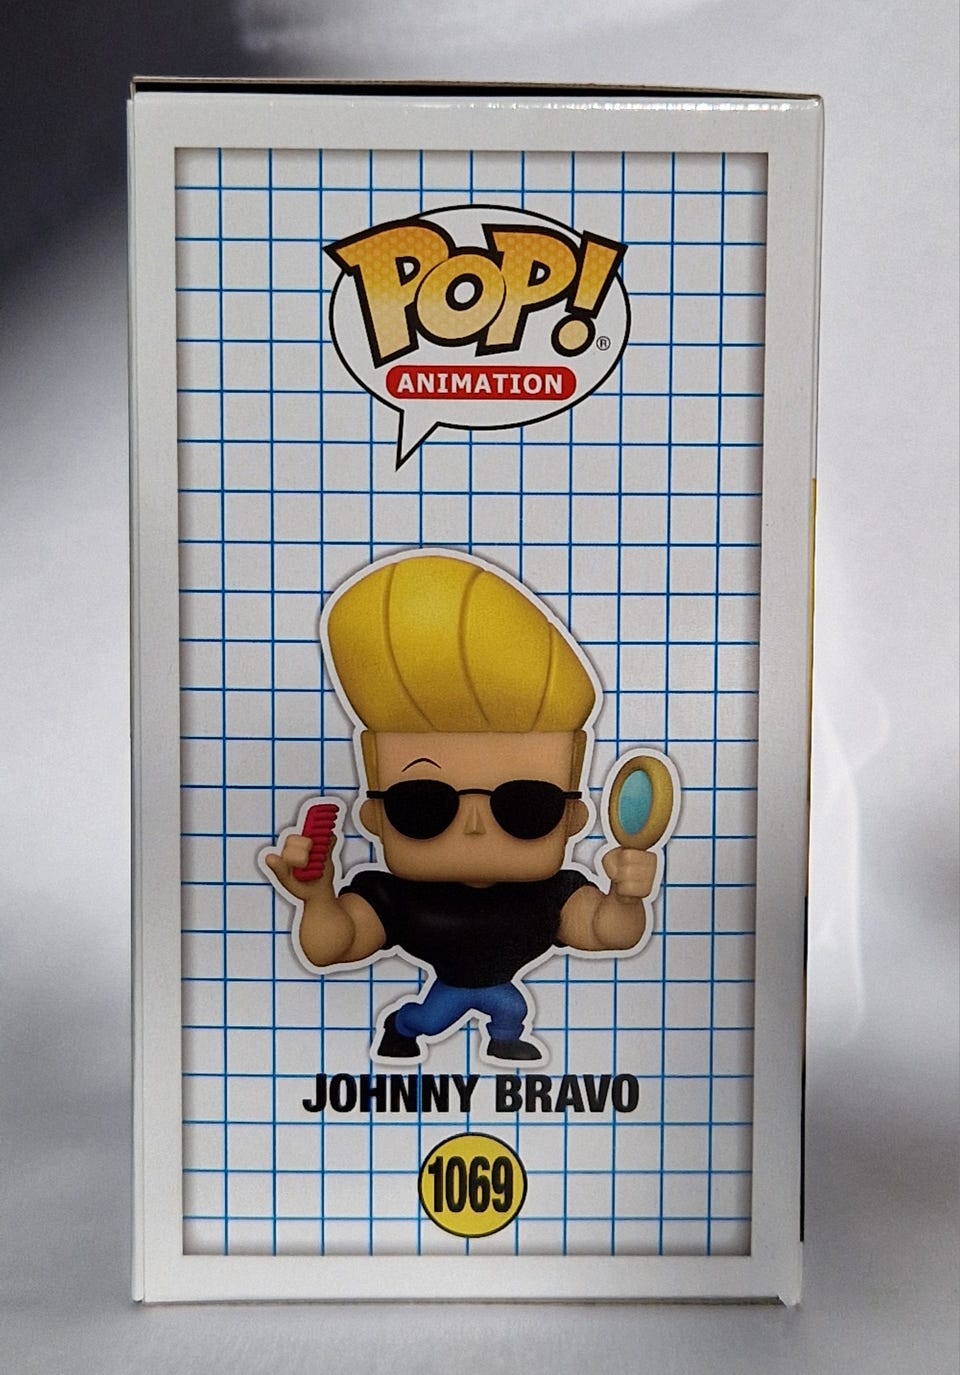 POP!
®
ANIMATION
JOHNNY BRAVO
1069